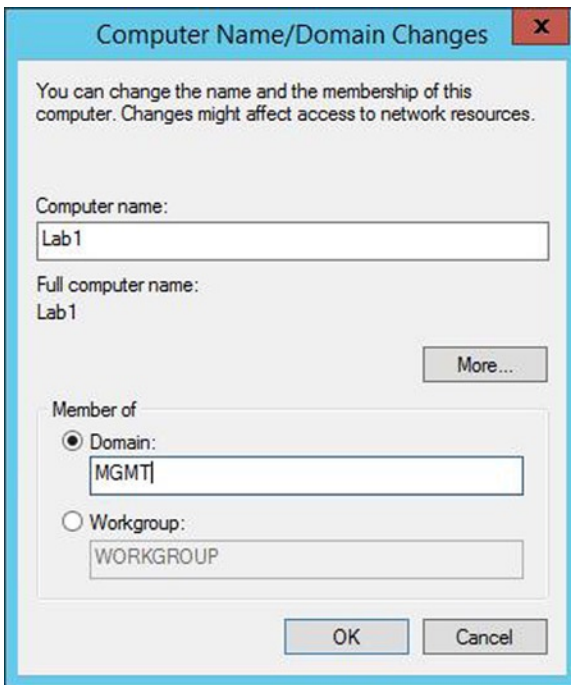 Computer Name/Domain Changes
x
You can change the name and the membership of this
computer. Changes might affect access to network resources.
Computer name:
Lab1
Full computer name:
Lab1
More...
Member of
Domain:
MGMT
Workgroup:
WORKGROUP
OK Cancel